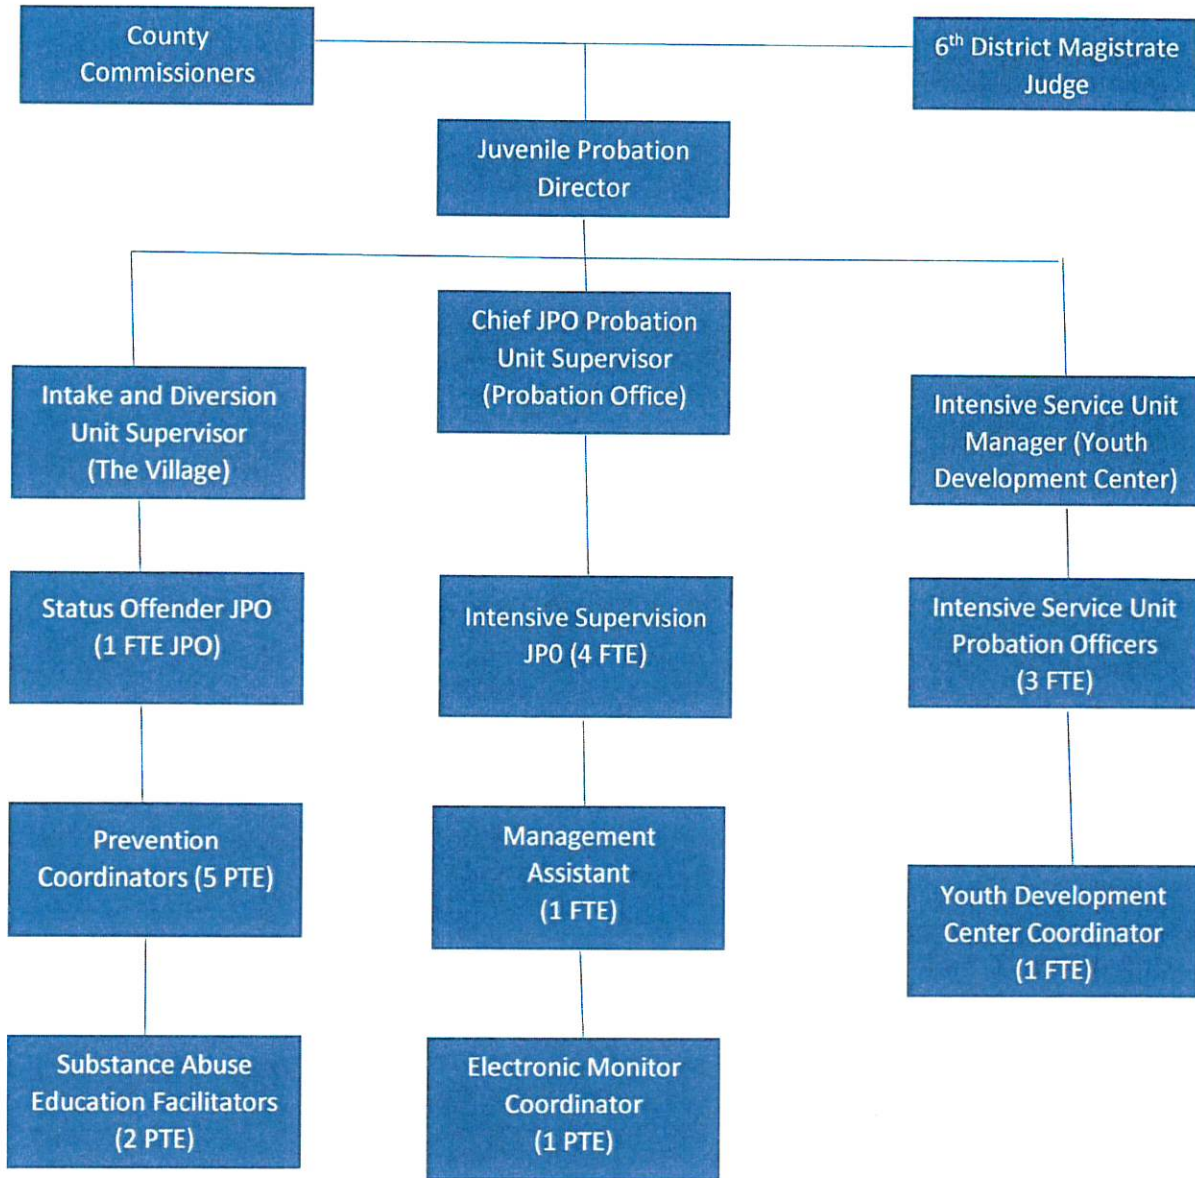 County
Commissioners
6th District Magistrate
Judge
Juvenile Probation
Director
Chief JPO Probation
Unit Supervisor
(Probation Office)
Intake and Diversion
Unit Supervisor
(The Village)
Intensive Service Unit
Manager (Youth
Development Center)
Status Offender JPO
(1 FTE JPO)
Intensive Supervision
JP0 (4 FTE)
Intensive Service Unit
Probation Officers
(3 FTE)
Prevention
Coordinators (5 PTE)
Management
Assistant
(1 FTE)
Youth Development
Center Coordinator
(1 FTE)
Substance Abuse
Education Facilitators
(2 PTE)
Electronic Monitor
Coordinator
(1 PTE)